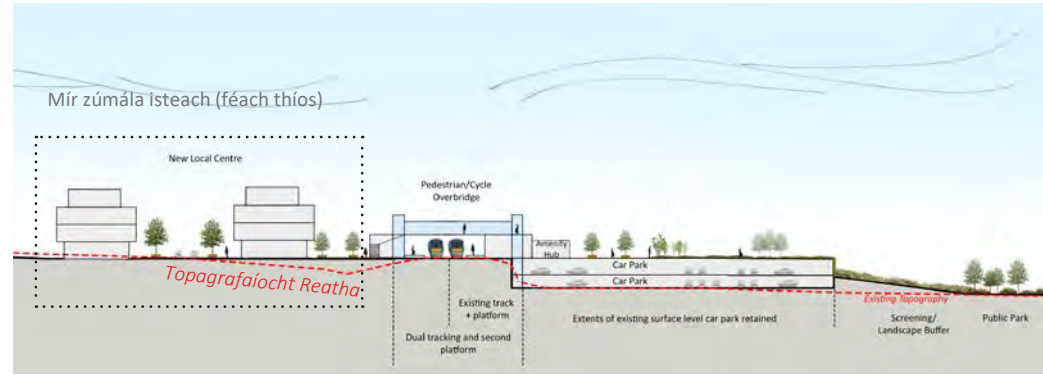 Mír zúmála isteach (féach thíos)
New Local Centre
Pedestrian/Cycle
Overbridge
Amenity
Hub
Car Park
Car Park
Topagrafaíocht Reatha
Existing Topography
Existing track
+ platform
Dual tracking and second
platform
Extents of existing surface level car park retained
Screening/
Landscape Buffer
Public Park